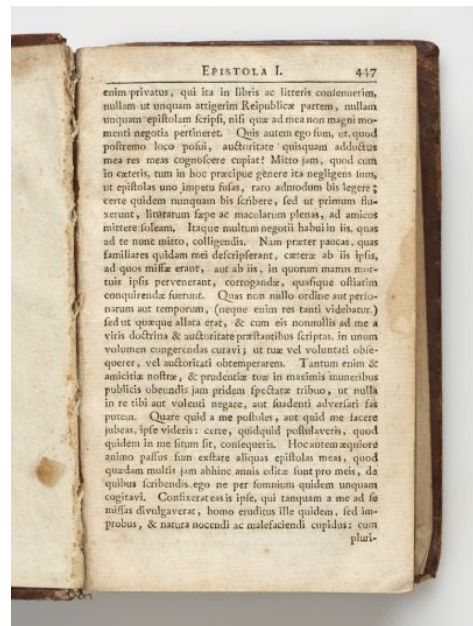 EPISTOLA I. 447
enim privatus, qui ita in libris ac litteris consenuerim,
nullam ut unquam attigerim Reipublicæ partem, nullam
unquam epistolam scripsi, nisi quæ ad mea non magni mo-
menti negotia pertineret. Quis autem ego sum, ut, quod
postremo loco posui, auctoritate quisquam adductus
mea res meas cognoscere cupiat? Mitto jam, quod cum
in cæteris, tum in hoc præcipue genere ita negligens sum,
ut epistolas uno impetu fusas, raro admodum bis legere;
certe quidem nunquam bis scribere, sed ut primum flu-
xerunt, liturarum sæpe ac macularum plenas, ad amicos
mittere soleam. Itaque multum negotii habui in iis, quas
ad te nunc mitto, colligendis. Nam præter paucas, quas
familiares quidam mei descripserant, cæteræ ab iis ipsis,
ad quos missæ erant, aut ab iis, in quorum manus mor-
tuis ipsis pervenerant, corrogandæ, quasique ostiatim
conquirendæ fuerunt. Quas non nullo ordine aut perso-
narum aut temporum, (neque enim res tanti videbatur,)
sed ut quæque allata erat, & cum eis nonnullis ad me a
viris doctrina & auctoritate præstantibus scriptas, in unum
volumen congerendas curavi; ut tuæ vel voluntati obse-
querer, vel auctoritati obtemperarem. Tantum enim &
amicitiæ nostræ, & prudentiæ tuæ in maximis muneribus
publicis obeundis jam pridem spectatæ tribuo, ut nulla
in re tibi aut volenti negare, aut suadenti adversari fas
putem. Quare quid a me postules, aut quid me facere
jubeas, ipse videris: certe, quidquid postulaveris, quod
quidem in me situm sit, consequeris. Hoc autem æquiore
animo passus sum exstare aliquas epistolas meas, quod
quædam multis jam abhinc annis editæ sunt pro meis, de
quibus scribendis ego ne per somnium quidem unquam
cogitavi. Confixerat eas is ipse, qui tanquam a me ad se
missas divulgaverat, homo eruditus ille quidem, sed im-
probus, & natura nocendi ac malefaciendi cupidus: cum
pluri-